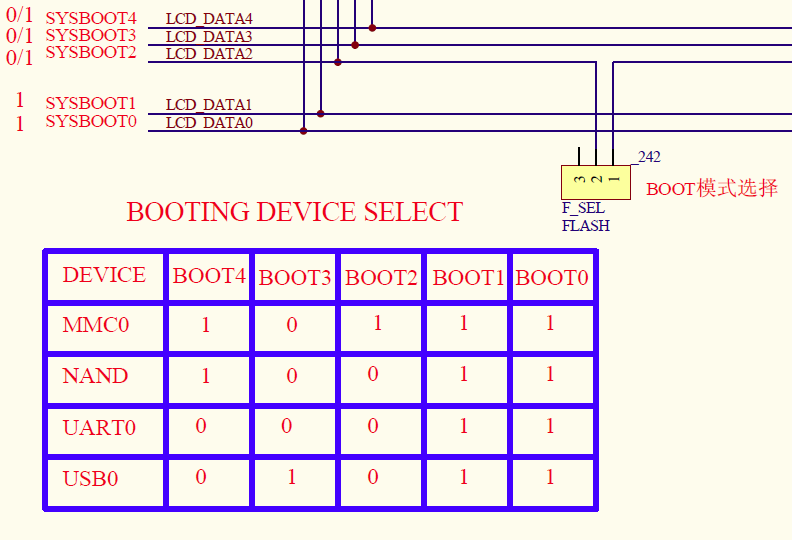 0/1 SYSBOOT4 LCD_DATA4
0/1 SYSBOOT3 LCD_DATA3
0/1 SYSBOOT2 LCD_DATA2
1 SYSBOOT1 LCD_DATA1
1 SYSBOOT0 LCD_DATA0
_242
3 2 1
BOOT模式选择
F_SEL
FLASH
BOOTING DEVICE SELECT
DEVICE BOOT4 BOOT3 BOOT2 BOOT1 BOOT0
MMC0 1 0 1 1 1
NAND 1 0 0 1 1
UART0 0 0 0 1 1
USB0 0 1 0 1 1